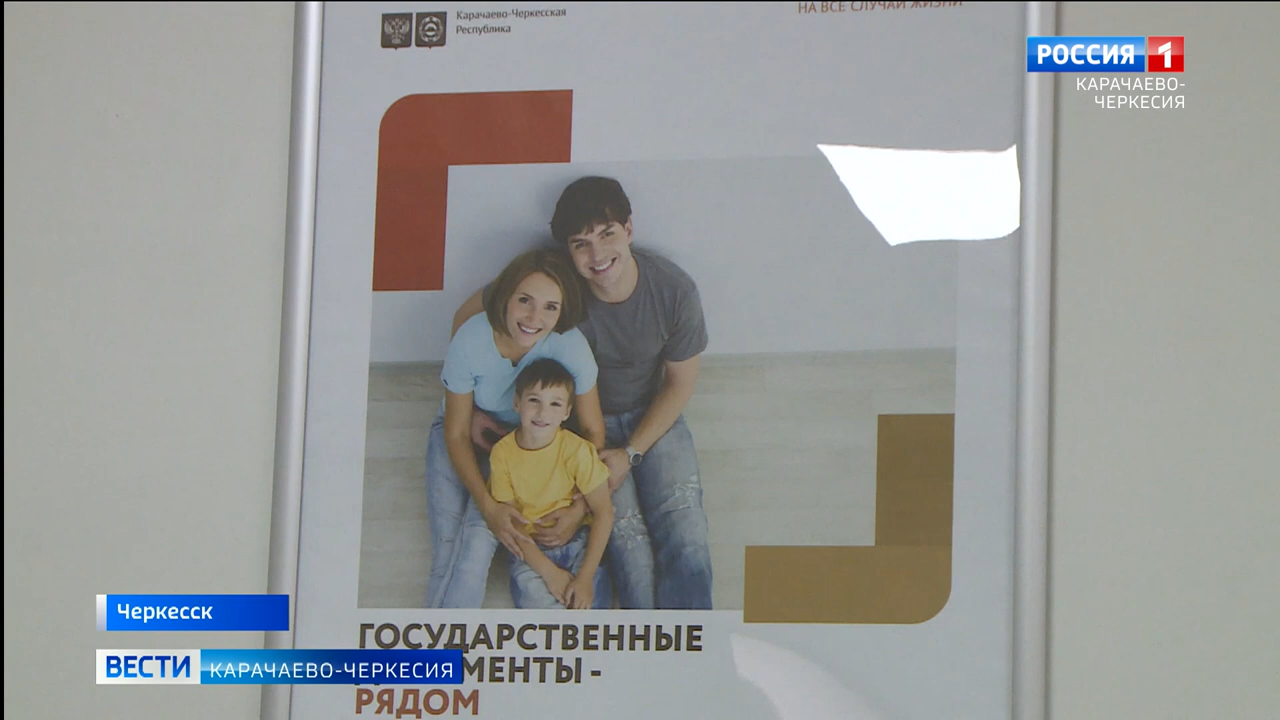 Карачаево-Черкесская
Республика
НА ВСЕ СЛУЧАИ ЖИЗНИ
РОССИЯ 1
КАРАЧАЕВО-
ЧЕРКЕСИЯ
Черкесск
ГОСУДАРСТВЕННЫЕ
МЕНТЫ -
РЯДОМ
ВЕСТИ КАРАЧАЕВО-ЧЕРКЕСИЯ